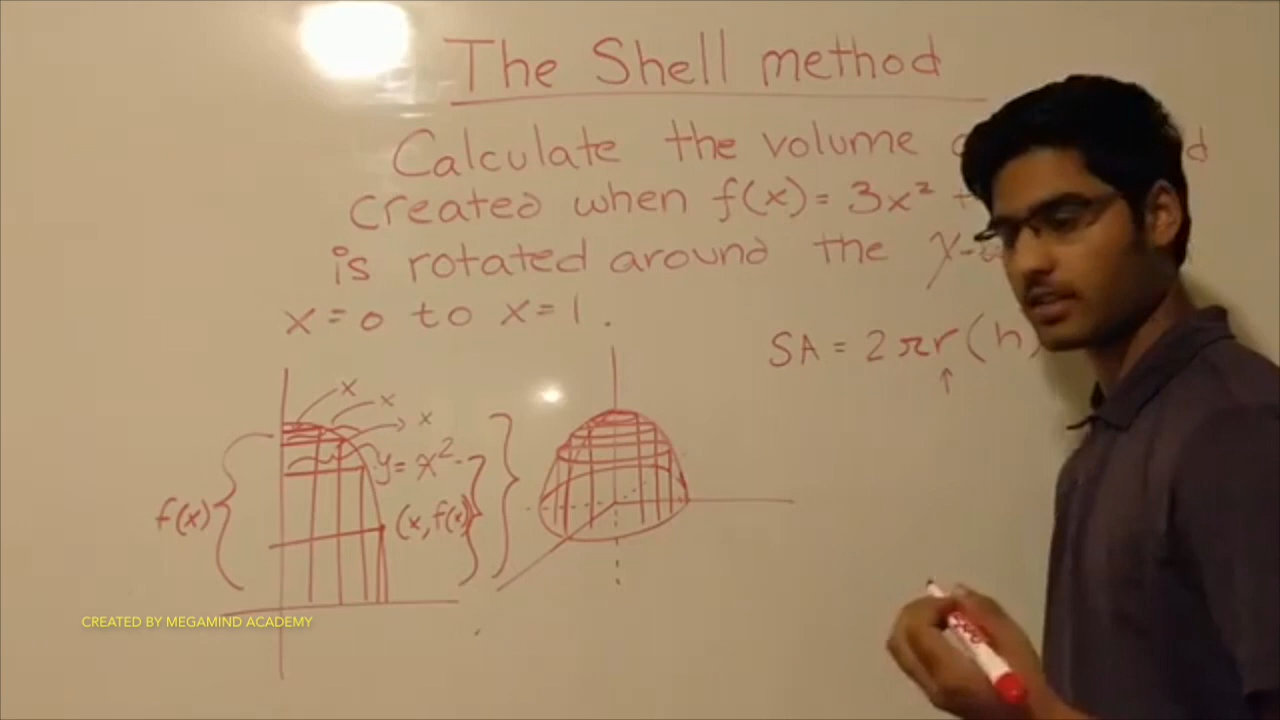 The Shell method
Calculate the volume
created when f(x) = 3x² +
is rotated around the
x = 0 to x = 1.
SA = 2πr(h)
x
x
x
y = x²
f(x)
(x, f(x))
CREATED BY MEGAMIND ACADEMY